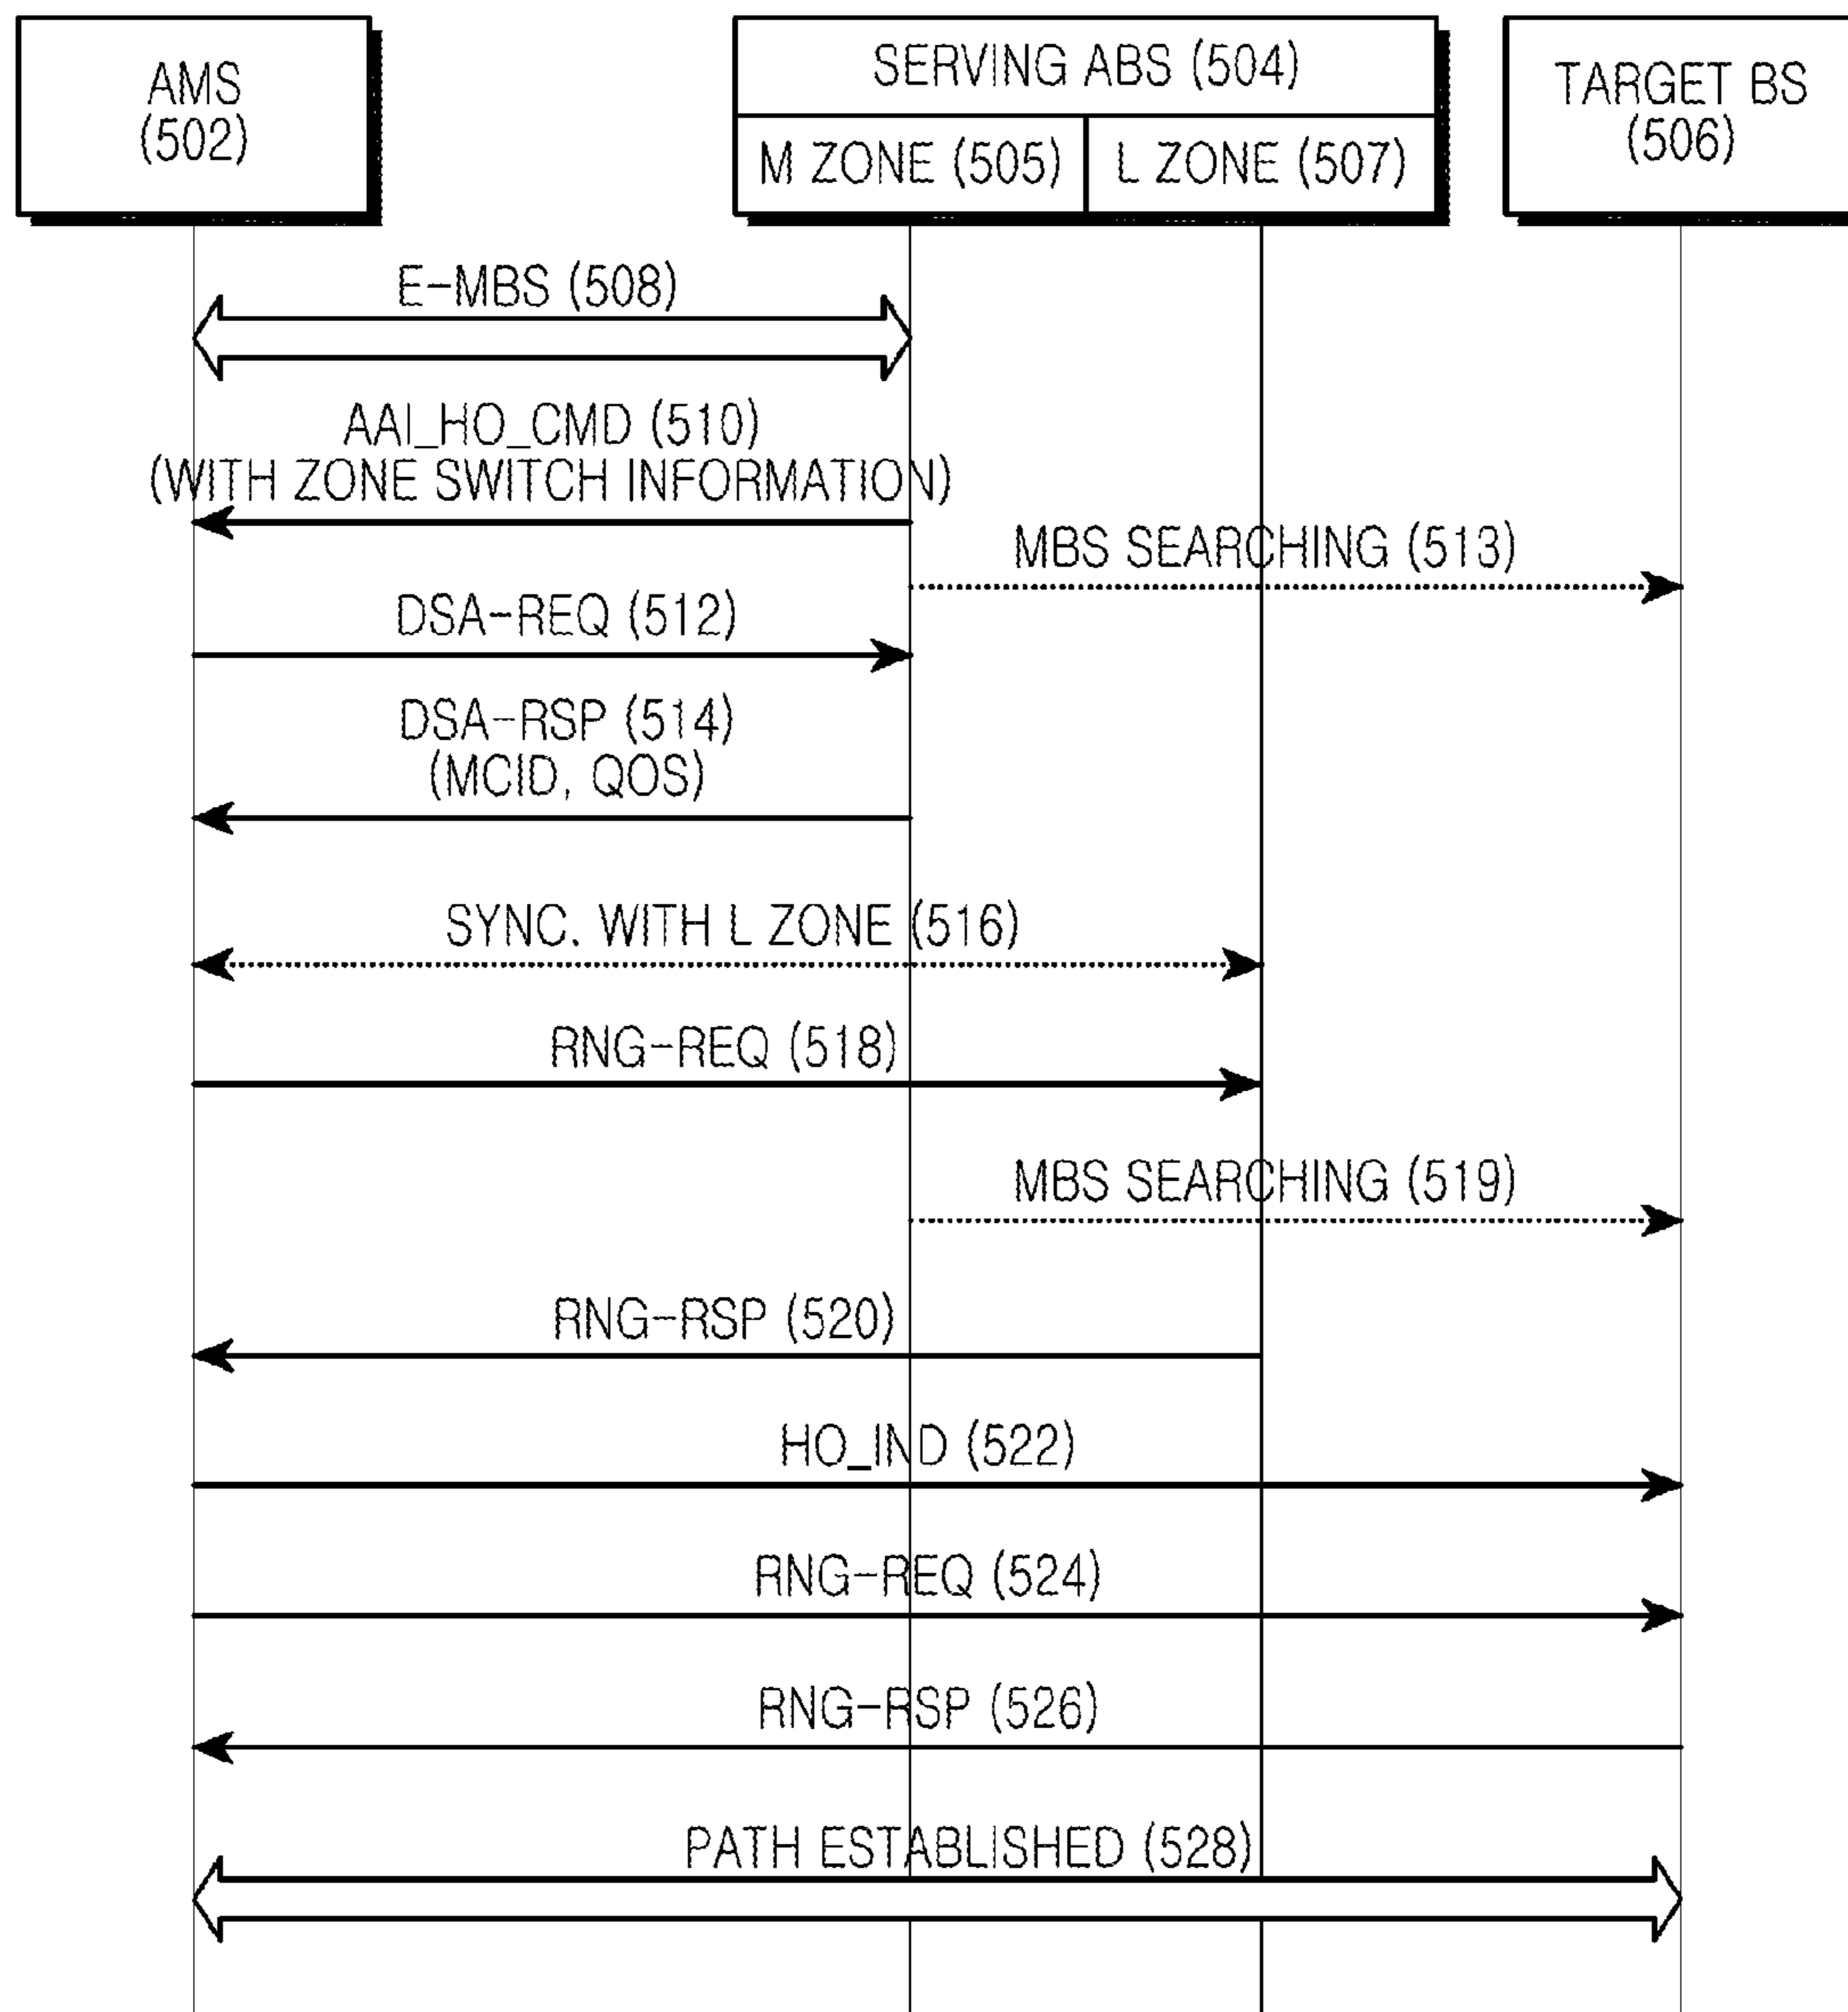 AMS
(502)
SERVING ABS (504)
M ZONE (505)
L ZONE (507)
TARGET BS
(506)
E-MBS (508)
AAI_HO_CMD (510)
(WITH ZONE SWITCH INFORMATION)
MBS SEARCHING (513)
DSA-REQ (512)
DSA-RSP (514)
(MCID, QOS)
SYNC. WITH L ZONE (516)
RNG-REQ (518)
MBS SEARCHING (519)
RNG-RSP (520)
HO_IND (522)
RNG-REQ (524)
RNG-RSP (526)
PATH ESTABLISHED (528)